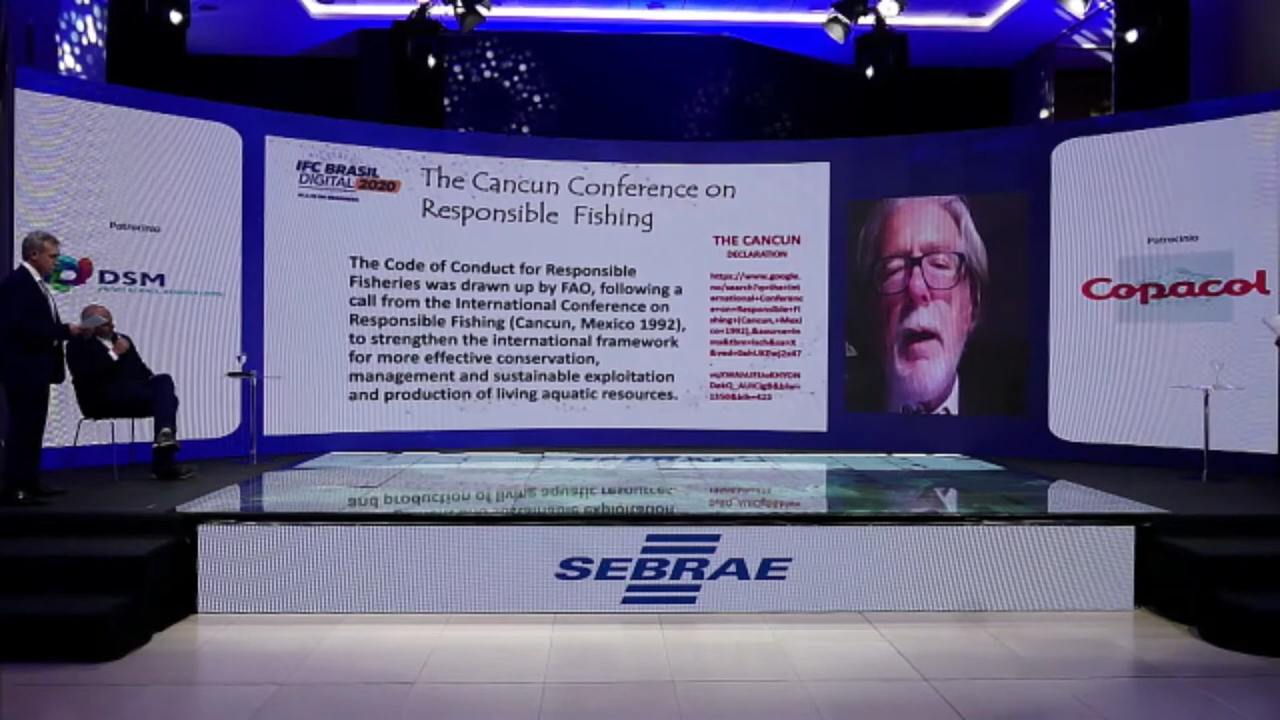 IFC BRASIL
DIGITAL 2020
The Cancun Conference on
Responsible Fishing
The Code of Conduct for Responsible
Fisheries was drawn up by FAO, following a
call from the International Conference on
Responsible Fishing (Cancun, Mexico 1992),
to strengthen the international framework
for more effective conservation,
management and sustainable exploitation
and production of living aquatic resources.
THE CANCUN
DECLARATION
https://www.google.
Patrocínio
DSM
Patrocínio
Copacol
SEBRAE